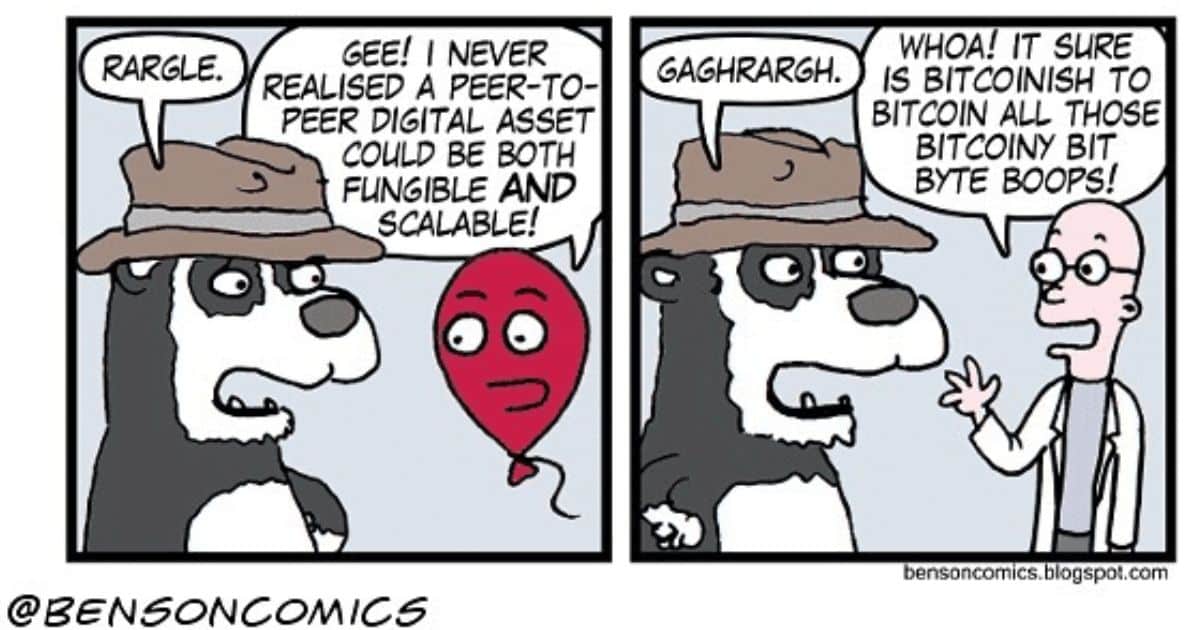 RARGLE.
GEE! I NEVER
REALISED A PEER-TO-
PEER DIGITAL ASSET
COULD BE BOTH
FUNGIBLE AND
SCALABLE!
GAGHRARGH.
WHOA! IT SURE
IS BITCOINISH TO
BITCOIN ALL THOSE
BITCOINY BIT
BYTE BOOPS!
bensoncomics.blogspot.com
@BENSONCOMICS